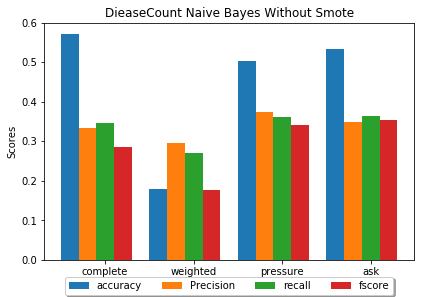 DieaseCount Naive Bayes Without Smote
0.6
0.5
0.4
0.3
0.2
0.1
0.0
Scores
complete weighted pressure ask
accuracy Precision recall fscore